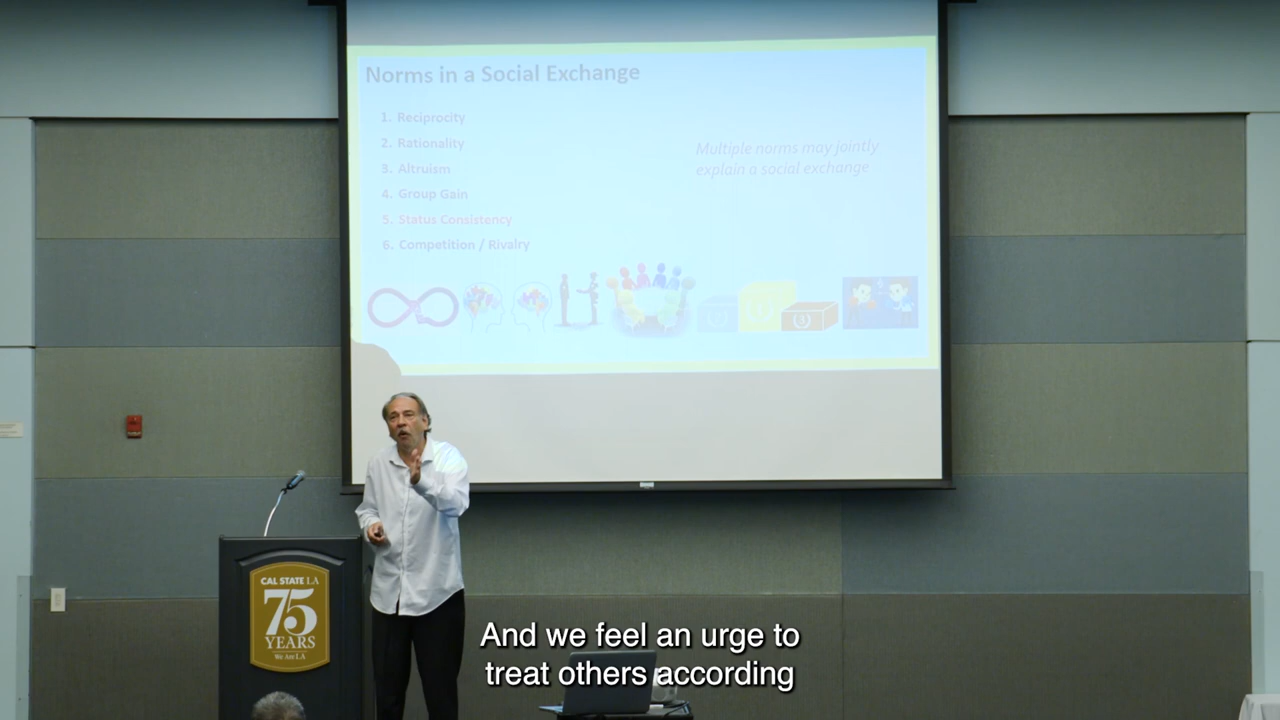 Norms in a Social Exchange
1. Reciprocity
2. Rationality
3. Altruism
4. Group Gain
5. Status Consistency
6. Competition / Rivalry
Multiple norms may jointly
explain a social exchange
3
CAL STATE LA
75
YEARS
We Are LA
And we feel an urge to
treat others according